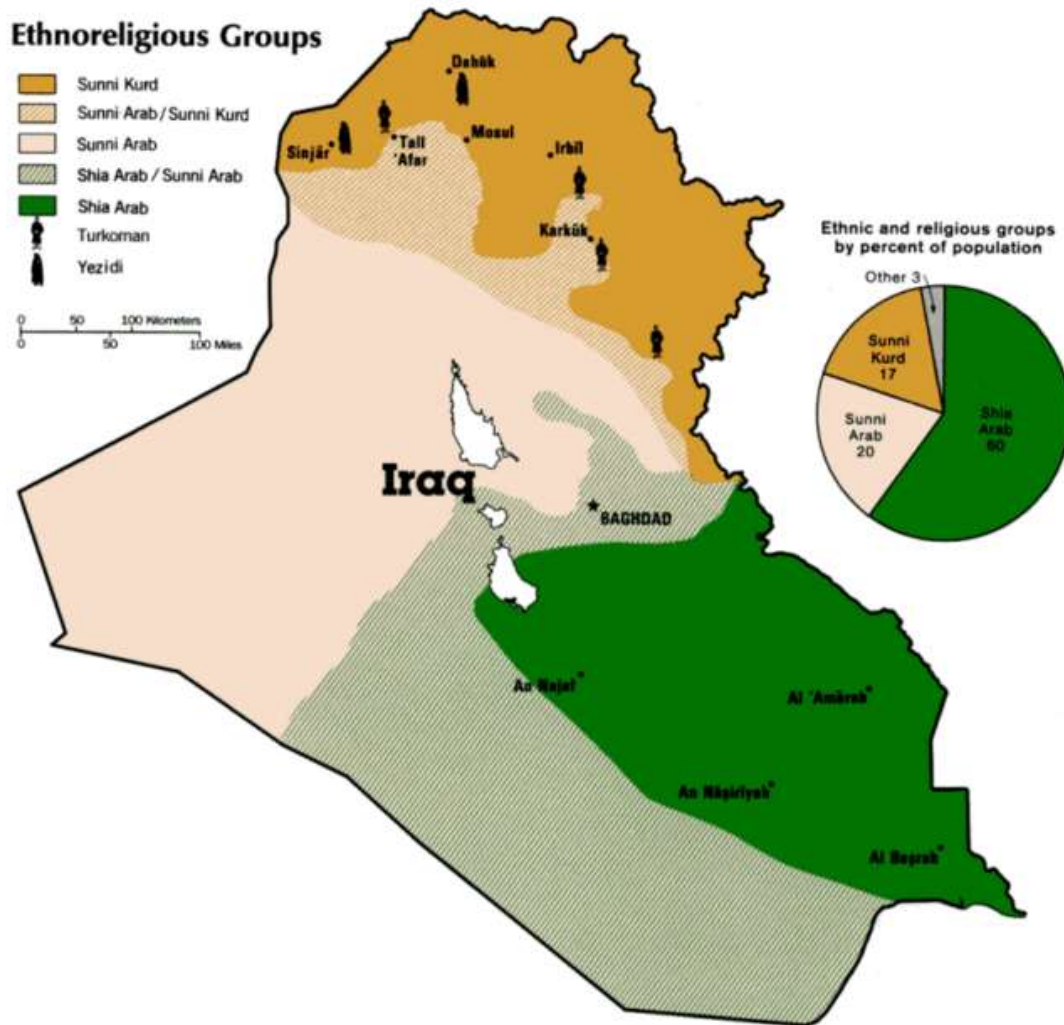 Ethnoreligious Groups
Sunni Kurd
Sunni Arab/Sunni Kurd
Sunni Arab
Shia Arab/Sunni Arab
Shia Arab
Turkoman
Yezidi
0 50 100 Kilometers
0 50 100 Miles
Dahūk
Sinjār
Tall 'Afar
Mosul
Irbīl
Karkūk
Iraq
BAGHDAD
An Najaf
Al 'Amārah
An Nāşirīyah
Al Başrah
Ethnic and religious groups
by percent of population
Other 3
Sunni
Kurd
17
Sunni
Arab
20
Shia
Arab
60